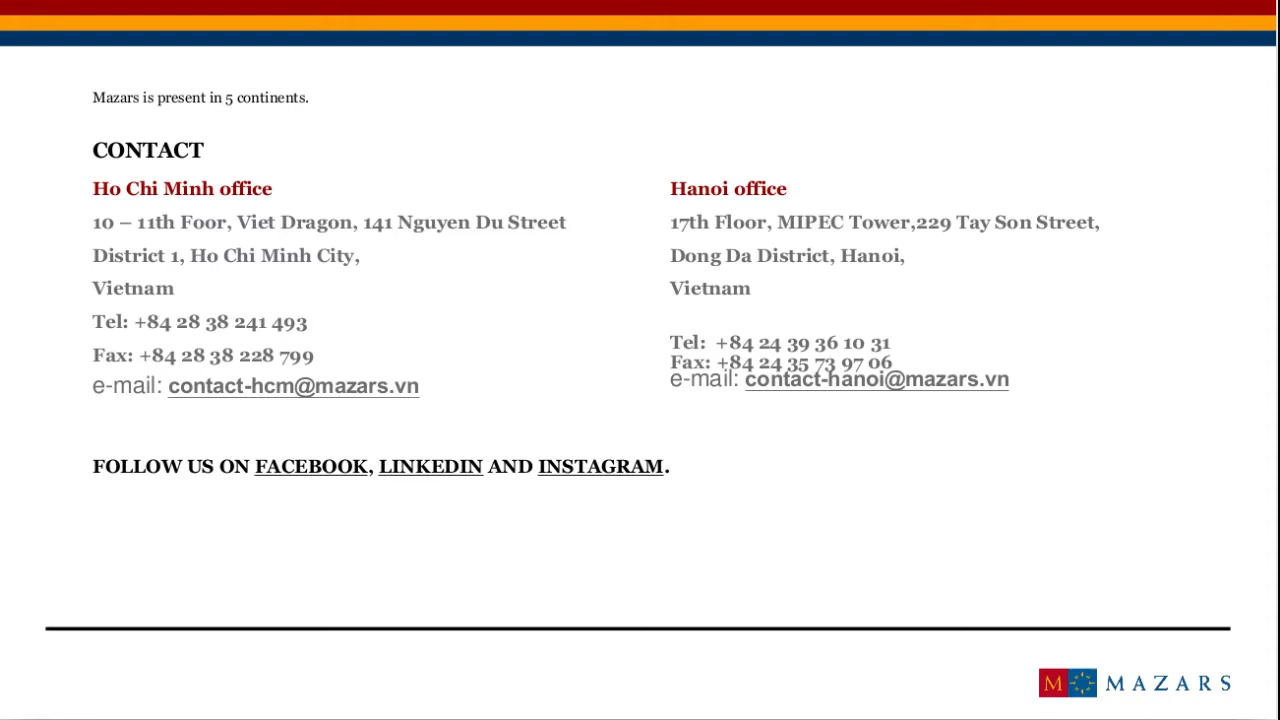 Mazars is present in 5 continents.
CONTACT
Ho Chi Minh office
10 – 11th Foor, Viet Dragon, 141 Nguyen Du Street
District 1, Ho Chi Minh City,
Vietnam
Tel: +84 28 38 241 493
Fax: +84 28 38 228 799
e-mail: contact-hcm@mazars.vn
Hanoi office
17th Floor, MIPEC Tower,229 Tay Son Street,
Dong Da District, Hanoi,
Vietnam
Tel:  +84 24 39 36 10 31
Fax: +84 24 35 73 97 06
e-mail: contact-hanoi@mazars.vn
FOLLOW US ON FACEBOOK, LINKEDIN AND INSTAGRAM.
M MAZARS